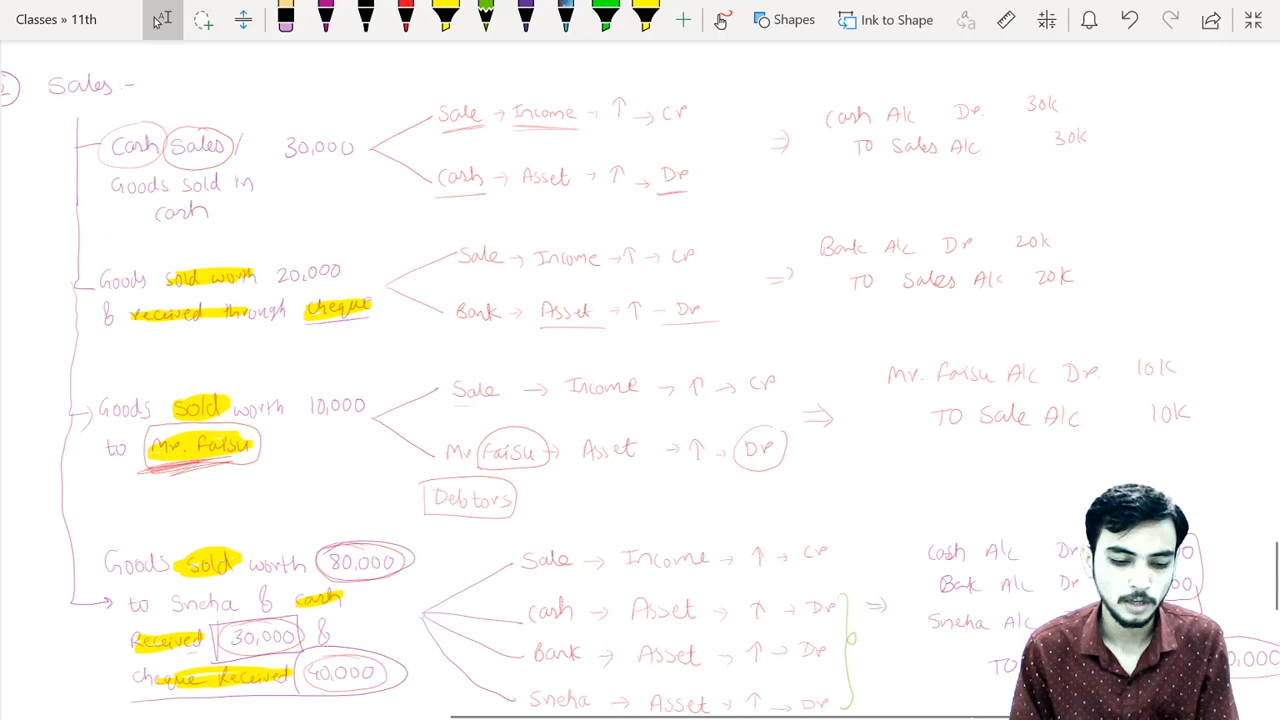 Classes » 11th
Shapes
Ink to Shape
Sales :-
Cash Sales / 30,000
Goods sold in
cash
Sale → Income → ↑ → Cr
Cash → Asset → ↑ → Dr
⇒ Cash A/c Dr. 30k
TO Sales A/c 30k
Goods sold worth 20,000
& received through cheque
Sale → Income → ↑ → Cr
Bank → Asset → ↑ → Dr
⇒ Bank A/c Dr 20k
TO Sales A/c 20k
Goods sold worth 10,000
to Mr. Faisu
Sale → Income → ↑ → Cr
Mr Faisu → Asset → ↑ → Dr
Debtors
⇒ Mr. Faisu A/c Dr. 10k
TO Sale A/c 10k
Goods sold worth 80,000
to Sneha & cash
Received 30,000 &
cheque Received 40,000
Sale → Income → ↑ → Cr
Cash → Asset → ↑ → Dr
Bank → Asset → ↑ → Dr
Sneha → Asset → ↑ → Dr
⇒ Cash A/c Dr
Bank A/c Dr
Sneha A/c
TO